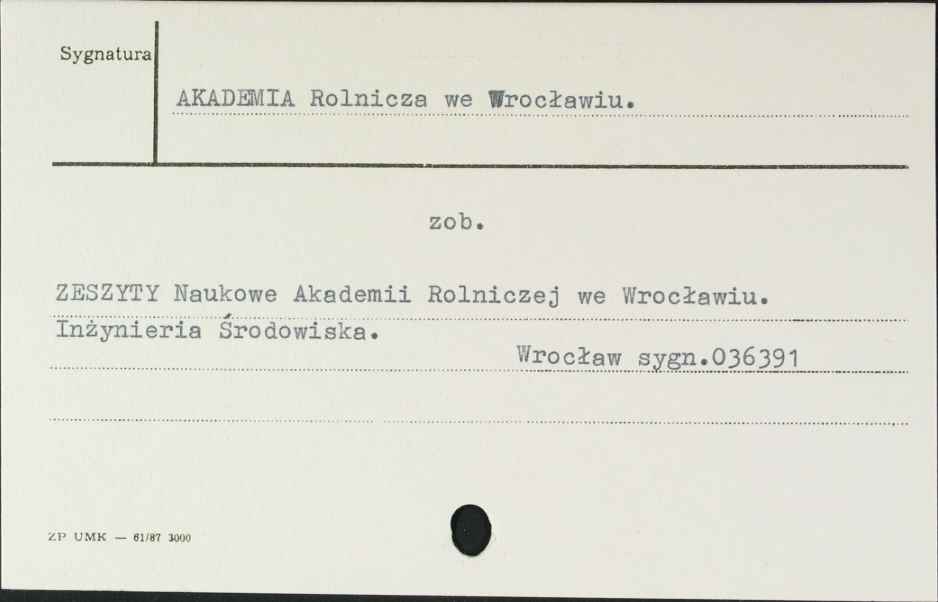 Sygnatura
AKADEMIA Rolnicza we Wrocławiu.
zob.
ZESZYTY Naukowe Akademii Rolniczej we Wrocławiu.
Inżynieria Środowiska.
Wrocław sygn.036391
ZP UMK — 61/87 3000